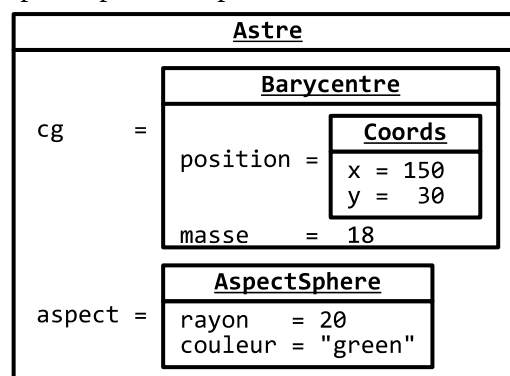 Astre
Barycentre
cg =
Coords
position =
x = 150
y = 30
masse = 18
AspectSphere
aspect =
rayon = 20
couleur = "green"